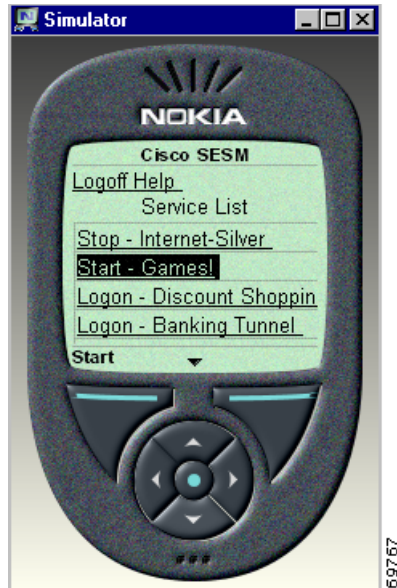 Simulator
NOKIA
Cisco SESM
Logoff Help
Service List
Stop - Internet-Silver
Start - Games!
Logon - Discount Shoppin
Logon - Banking Tunnel
Start
69767